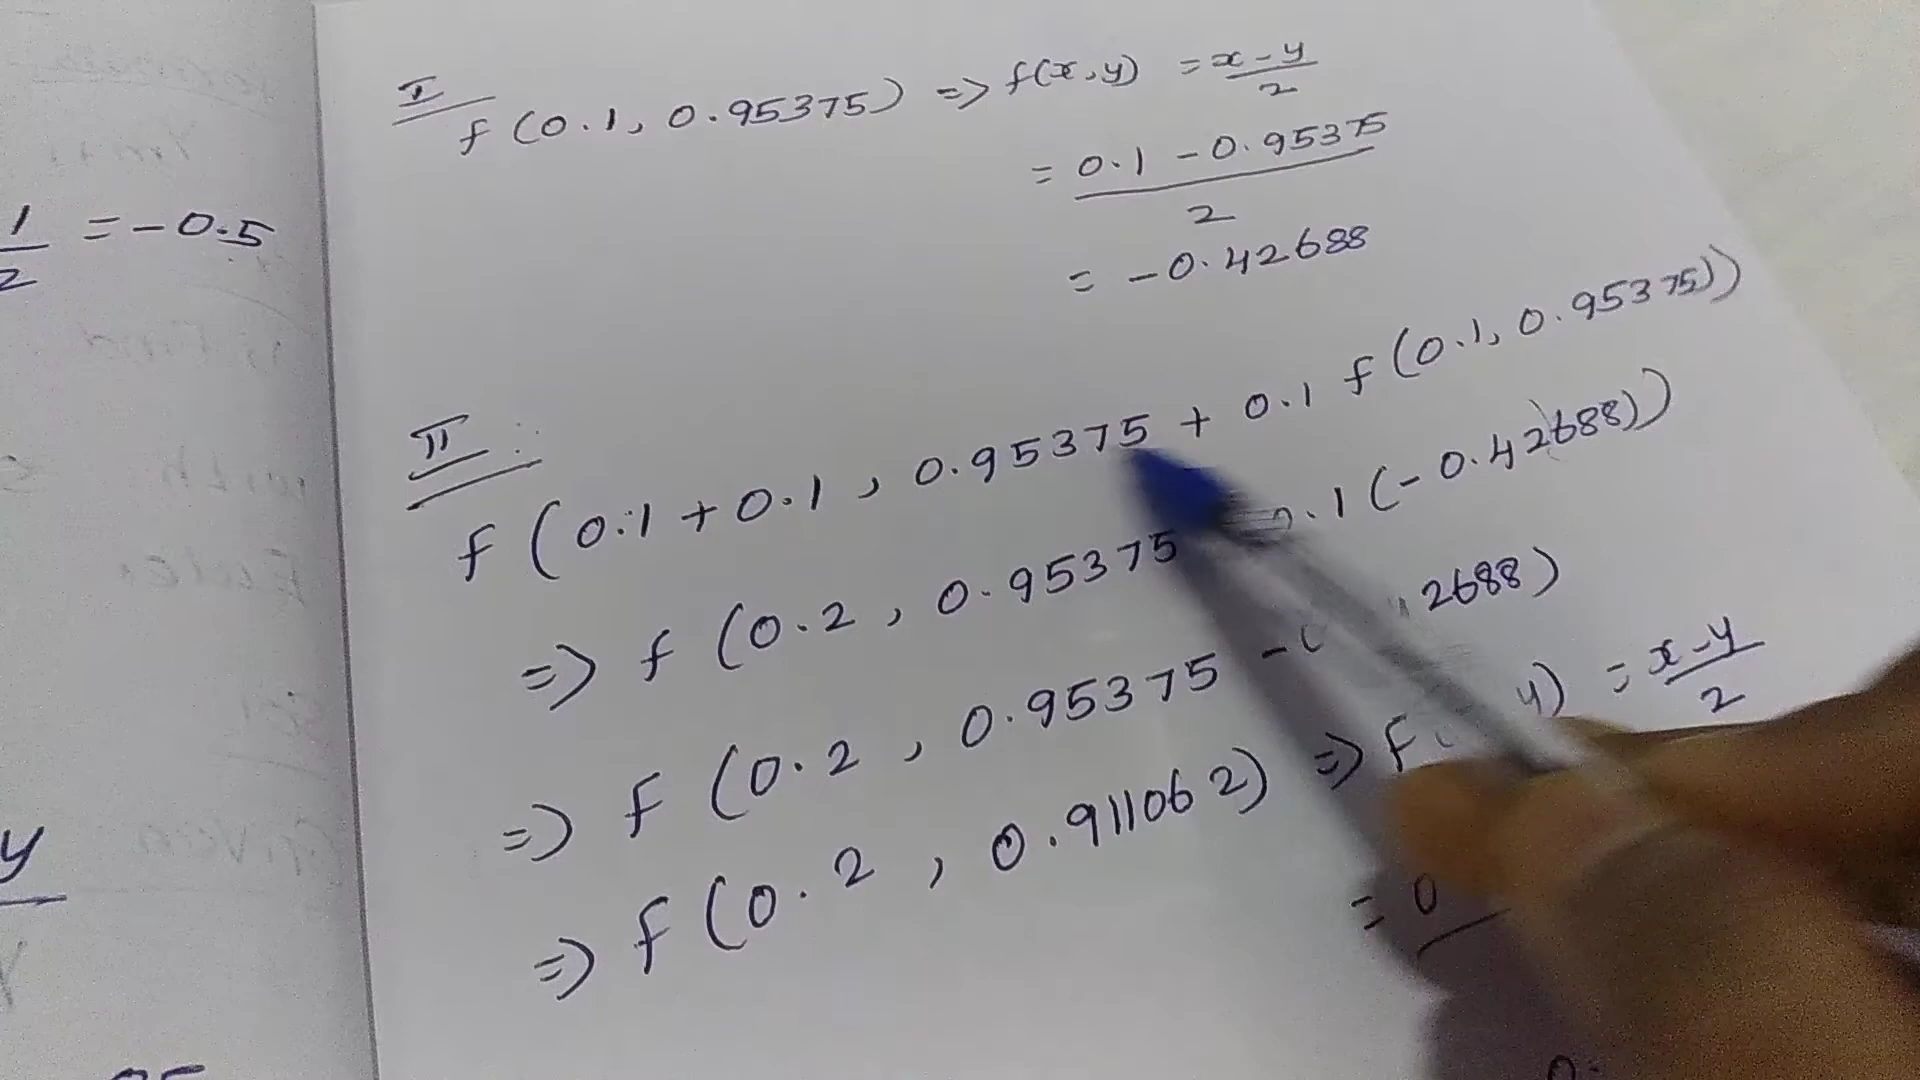 I
f (0.1, 0.95375) => f(x,y) = x-y/2
= 0.1 - 0.95375/2
= -0.42688
II :
f (0.1 + 0.1, 0.95375 + 0.1 f (0.1, 0.95375))
=> f (0.2, 0.95375 0.1 (-0.42688))
=> f (0.2, 0.95375 - 2688)
=> f (0.2, 0.911062) => f y) = x-y/2
= 0
1/2 = -0.5
y